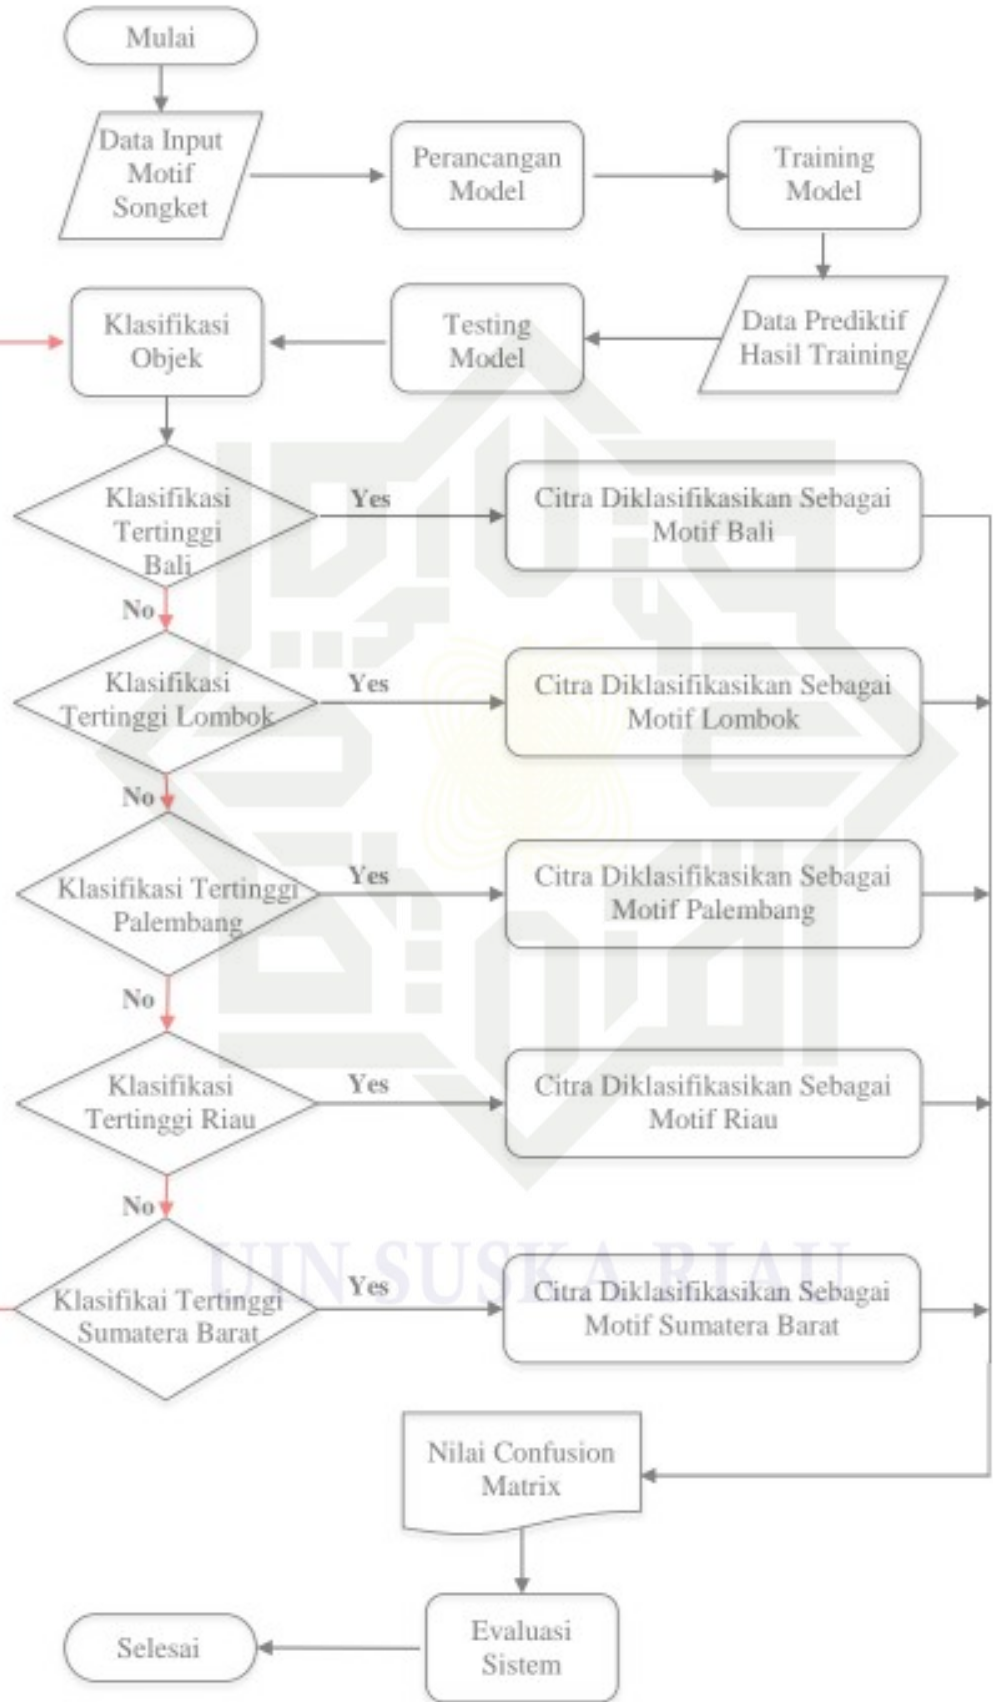 Mulai
Data Input
Motif
Songket
Perancangan
Model
Training
Model
Klasifikasi
Objek
Testing
Model
Data Prediktif
Hasil Training
Klasifikasi
Tertinggi
Bali
Yes
Citra Diklasifikasikan Sebagai
Motif Bali
No
Klasifikasi
Tertinggi Lombok
Yes
Citra Diklasifikasikan Sebagai
Motif Lombok
No
Klasifikasi Tertinggi
Palembang
Yes
Citra Diklasifikasikan Sebagai
Motif Palembang
No
Klasifikasi
Tertinggi Riau
Yes
Citra Diklasifikasikan Sebagai
Motif Riau
No
UIN SUSKA RIAU
Klasifikai Tertinggi
Sumatera Barat
Yes
Citra Diklasifikasikan Sebagai
Motif Sumatera Barat
Nilai Confusion
Matrix
Evaluasi
Sistem
Selesai